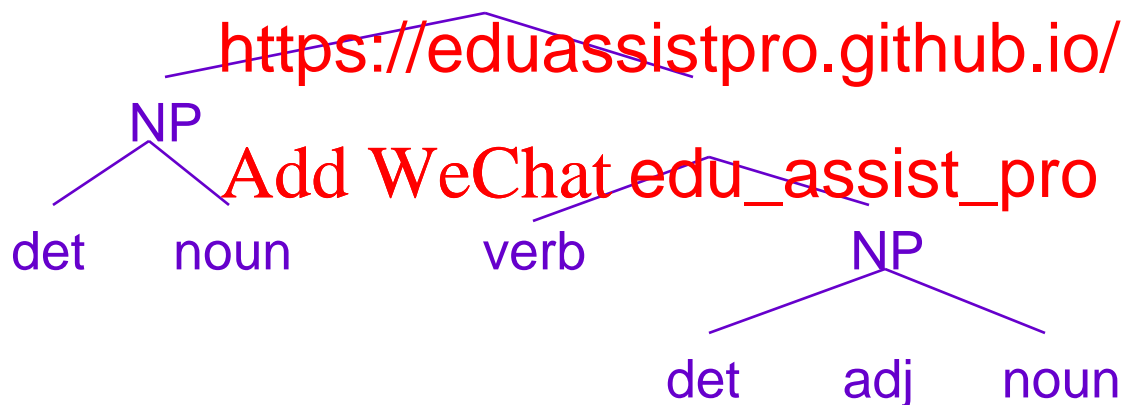 https://eduassistpro.github.io/
NP
Add WeChat edu_assist_pro
det noun verb NP
det adj noun